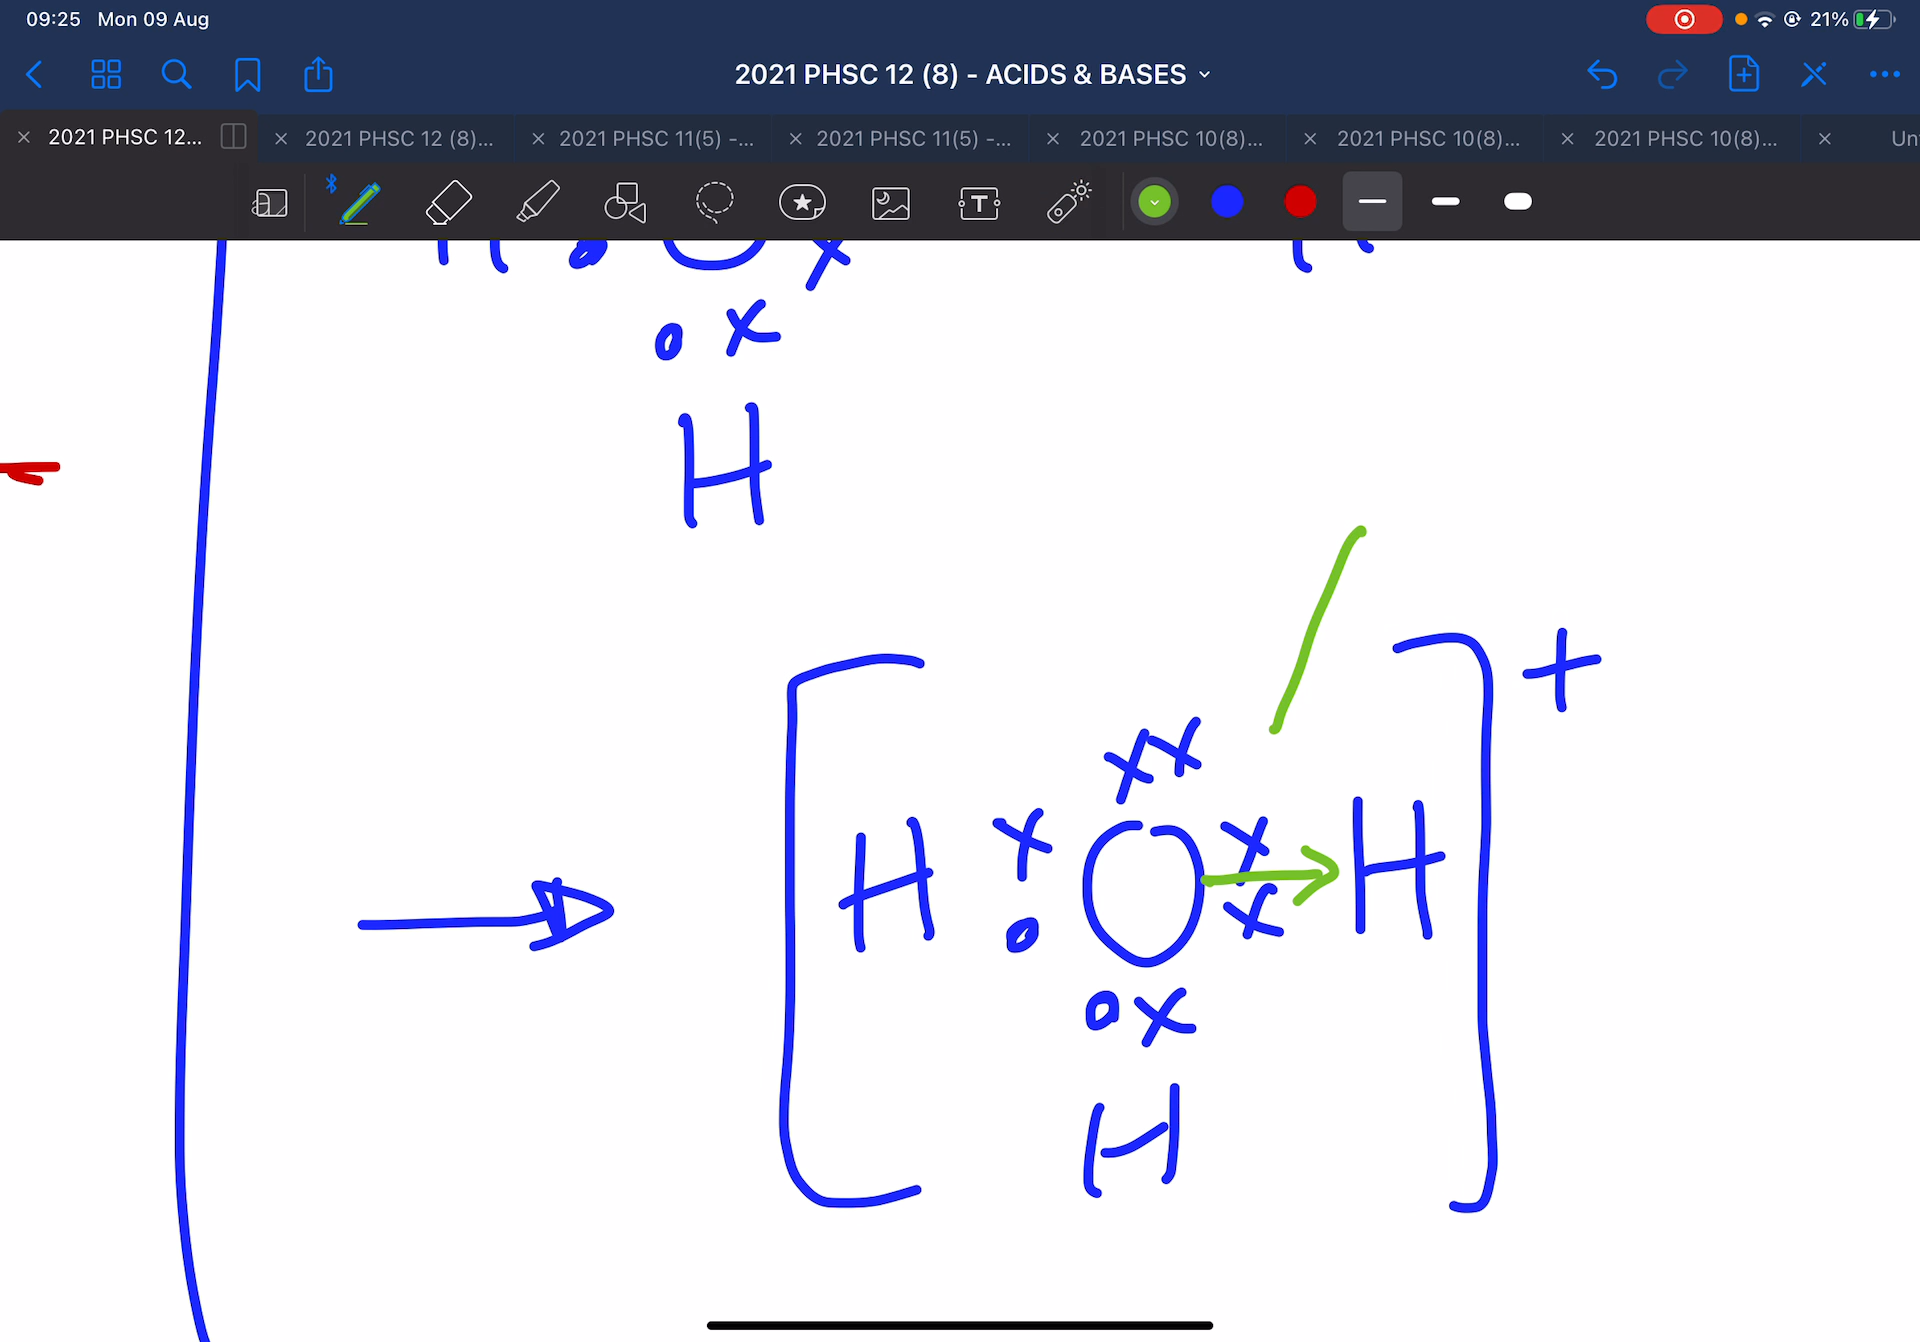 09:25 Mon 09 Aug
21%
2021 PHSC 12 (8) - ACIDS & BASES
2021 PHSC 12...
2021 PHSC 12 (8)...
2021 PHSC 11(5) -...
2021 PHSC 11(5) -...
2021 PHSC 10(8)...
2021 PHSC 10(8)...
2021 PHSC 10(8)...
Un
T
o x
H
+
xx
H x o O x x H
o x
H